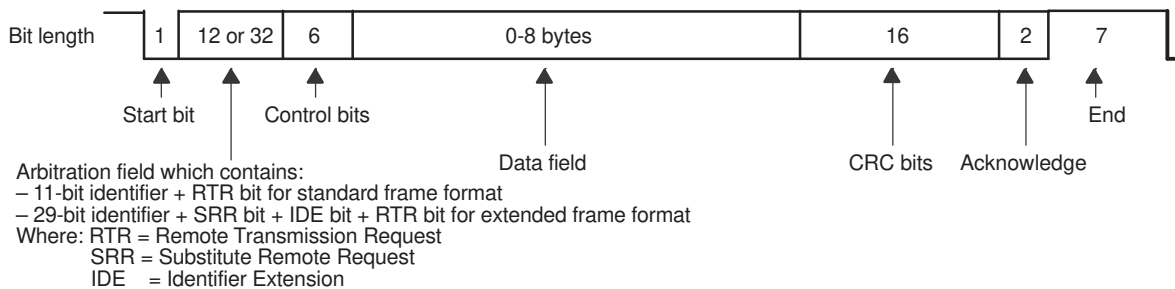 Bit length 1 12 or 32 6 0-8 bytes 16 2 7
Start bit Control bits End
Data field CRC bits Acknowledge
Arbitration field which contains:
– 11-bit identifier + RTR bit for standard frame format
– 29-bit identifier + SRR bit + IDE bit + RTR bit for extended frame format
Where: RTR = Remote Transmission Request
SRR = Substitute Remote Request
IDE = Identifier Extension